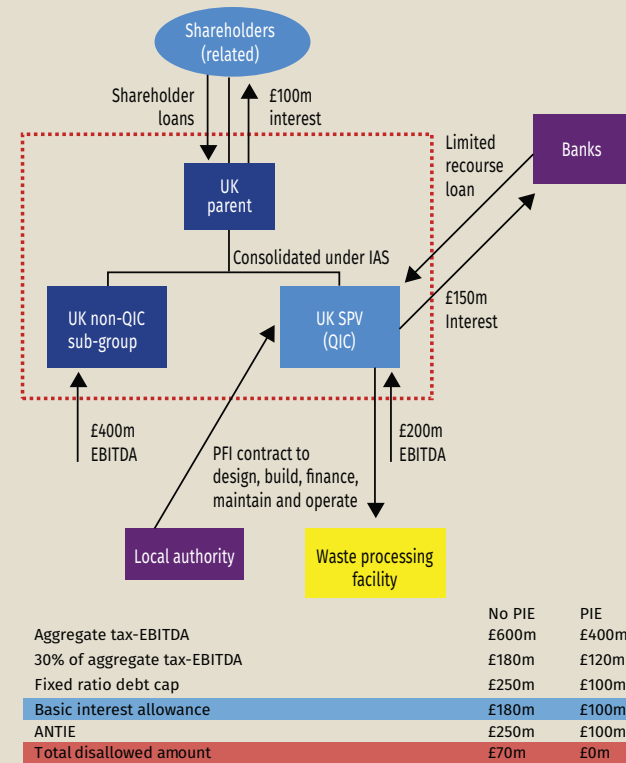 Shareholders
(related)
Shareholder
loans
£100m
interest
Limited
recourse
loan
Banks
UK
parent
Consolidated under IAS
UK non-QIC
sub-group
UK SPV
(QIC)
£150m
Interest
£400m
EBITDA
£200m
EBITDA
PFI contract to
design, build, finance,
maintain and operate
Local authority
Waste processing
facility
No PIE PIE
Aggregate tax-EBITDA £600m £400m
30% of aggregate tax-EBITDA £180m £120m
Fixed ratio debt cap £250m £100m
Basic interest allowance £180m £100m
ANTIE £250m £100m
Total disallowed amount £70m £0m